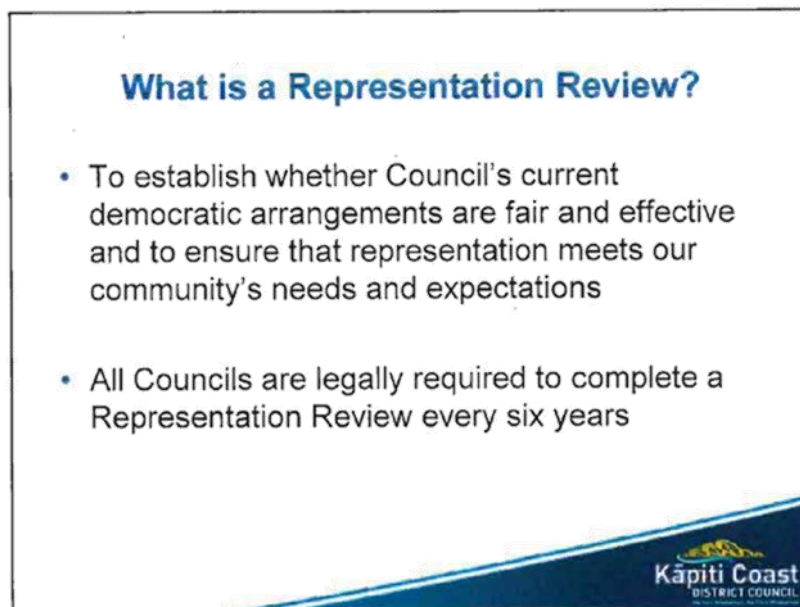 What is a Representation Review?
• To establish whether Council's current
democratic arrangements are fair and effective
and to ensure that representation meets our
community's needs and expectations
• All Councils are legally required to complete a
Representation Review every six years
Kāpiti Coast
DISTRICT COUNCIL